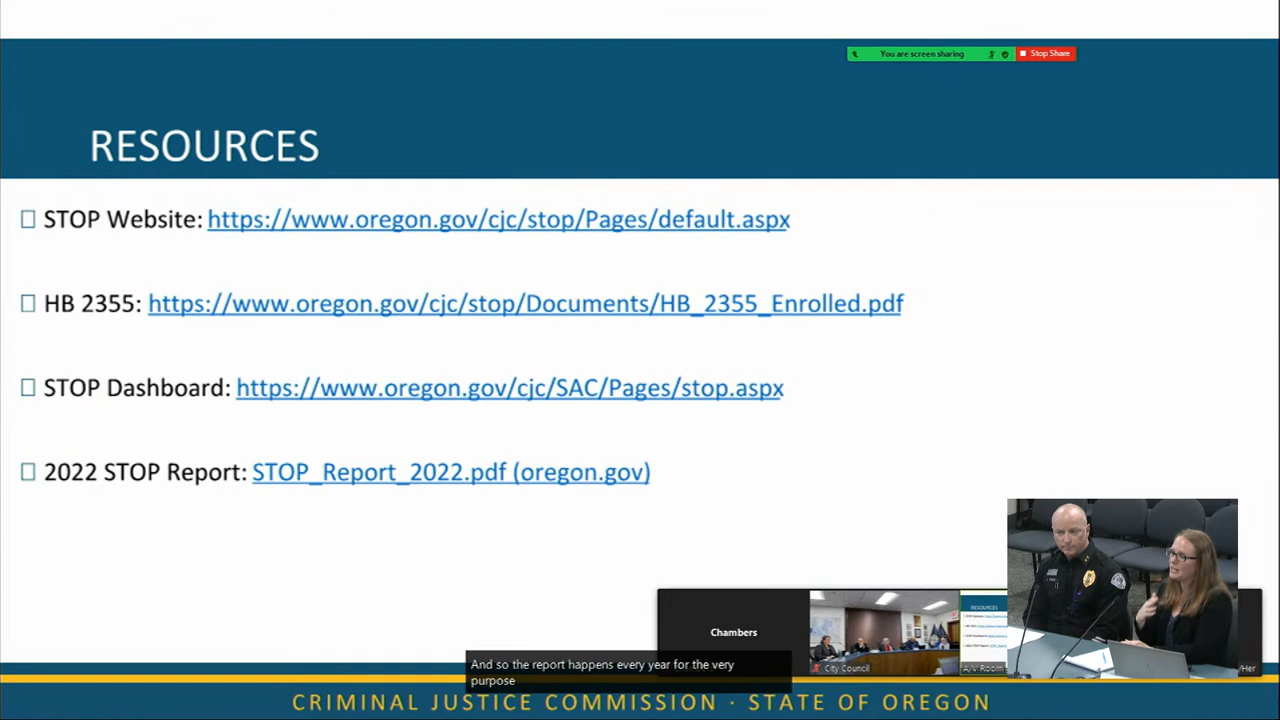 You are screen sharing
Stop Share
RESOURCES
STOP Website: https://www.oregon.gov/cjc/stop/Pages/default.aspx
HB 2355: https://www.oregon.gov/cjc/stop/Documents/HB_2355_Enrolled.pdf
STOP Dashboard: https://www.oregon.gov/cjc/SAC/Pages/stop.aspx
2022 STOP Report: STOP_Report_2022.pdf (oregon.gov)
Chambers
City Council
RESOURCES
A/V Room
/Her
And so the report happens every year for the very
purpose
CRIMINAL JUSTICE COMMISSION · STATE OF OREGON